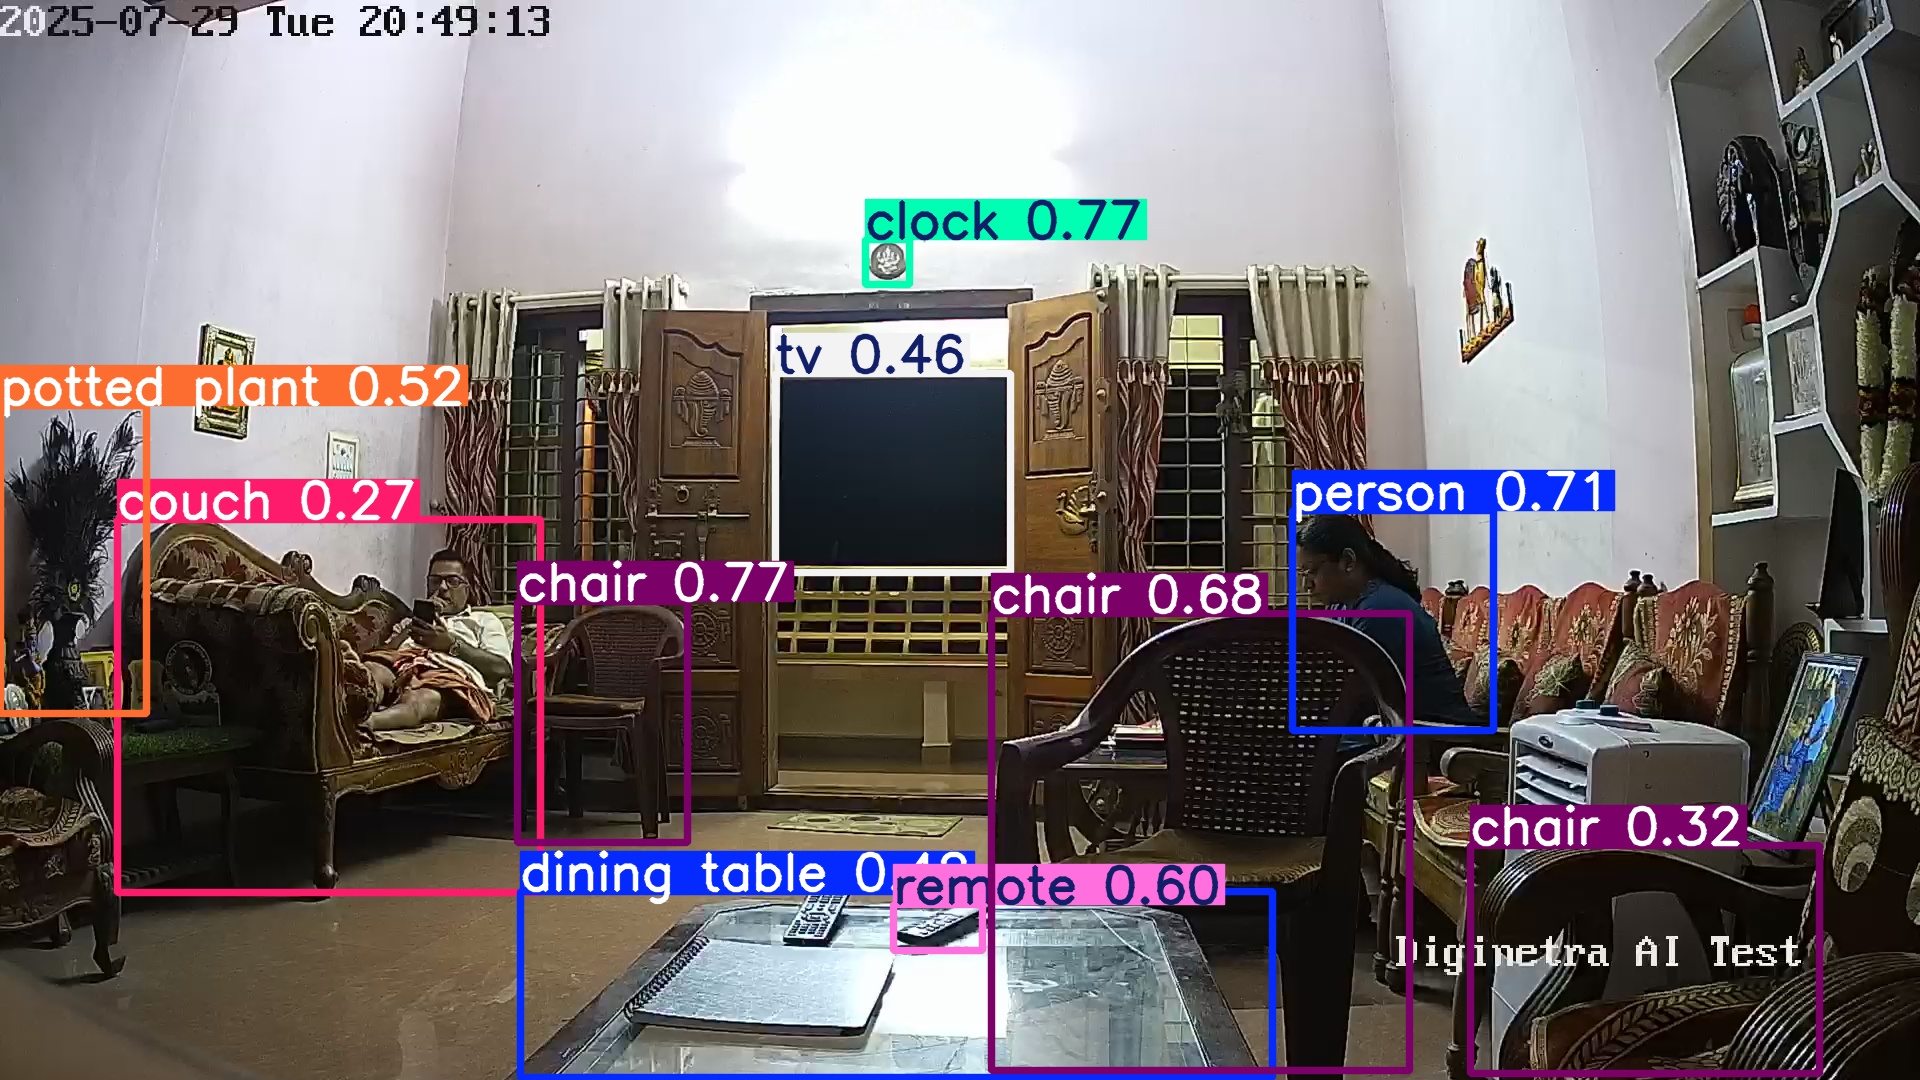 2025-07-29 Tue 20:49:13
clock 0.77
tv 0.46
potted plant 0.52
person 0.71
couch 0.27
chair 0.77
chair 0.68
chair 0.32
dining table 0.48
remote 0.60
Diginetra AI Test